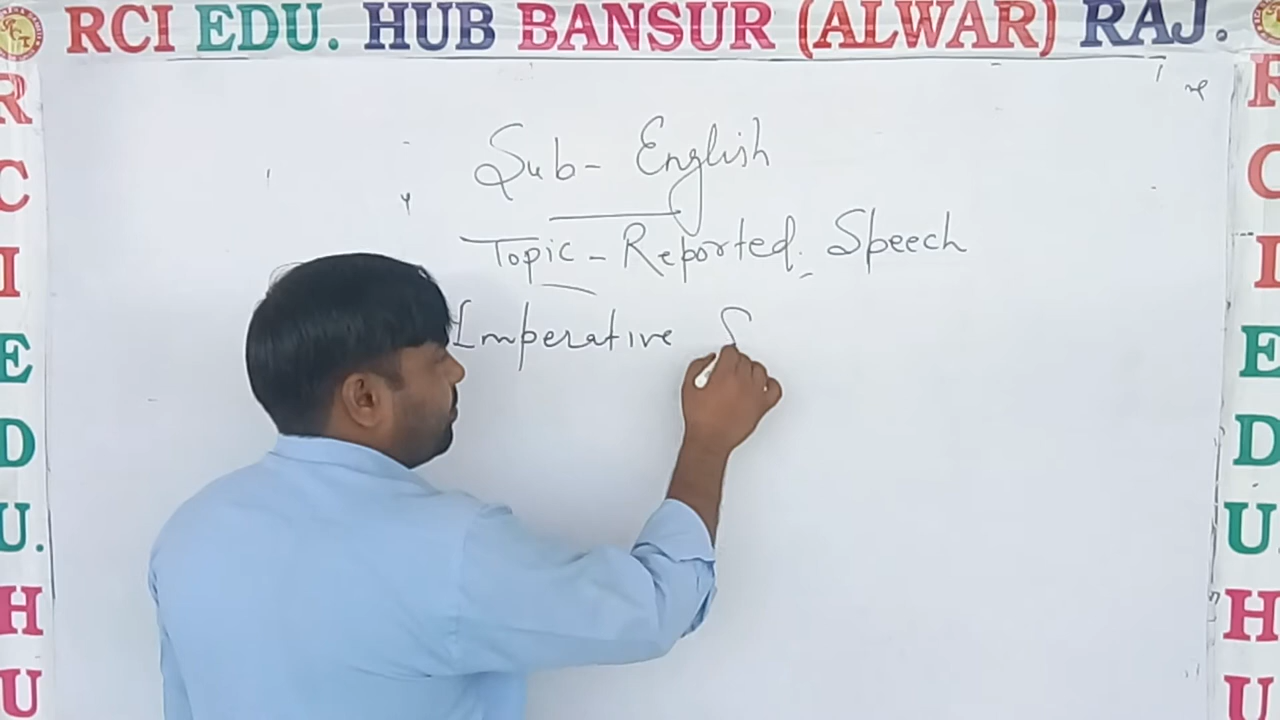 RCI EDU. HUB BANSUR (ALWAR) RAJ.
Sub- English
Topic - Reported Speech
Imperative S
R
C
I
E
D
U.
H
U
R
C
I
E
D
U.
H
U